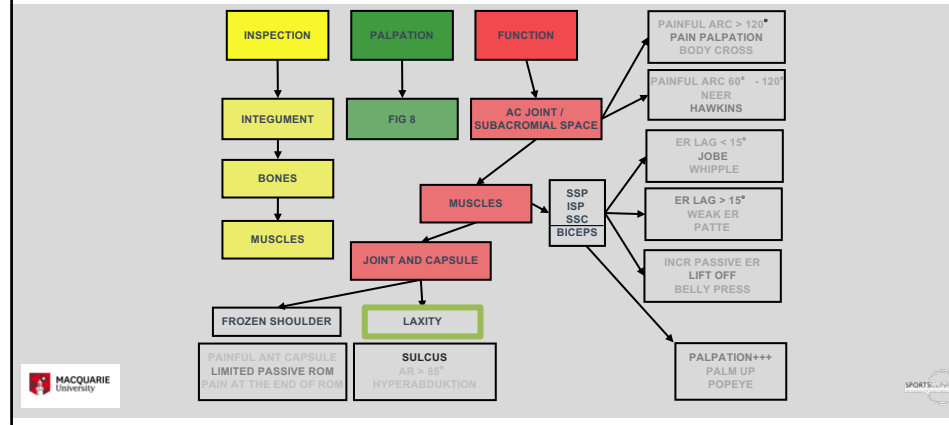 INSPECTION
PALPATION
FUNCTION
PAINFUL ARC > 120°
PAIN PALPATION
BODY CROSS
INTEGUMENT
FIG 8
AC JOINT /
SUBACROMIAL SPACE
PAINFUL ARC 60° - 120°
NEER
HAWKINS
BONES
MUSCLES
SSP
ISP
SSC
BICEPS
ER LAG < 15°
JOBE
WHIPPLE
MUSCLES
ER LAG > 15°
WEAK ER
PATTE
JOINT AND CAPSULE
INCR PASSIVE ER
LIFT OFF
BELLY PRESS
FROZEN SHOULDER
LAXITY
PAINFUL ANT CAPSULE
LIMITED PASSIVE ROM
PAIN AT THE END OF ROM
SULCUS
AR > 85°
HYPERABDUKTION
PALPATION+++
PALM UP
POPEYE
MACQUARIE
University